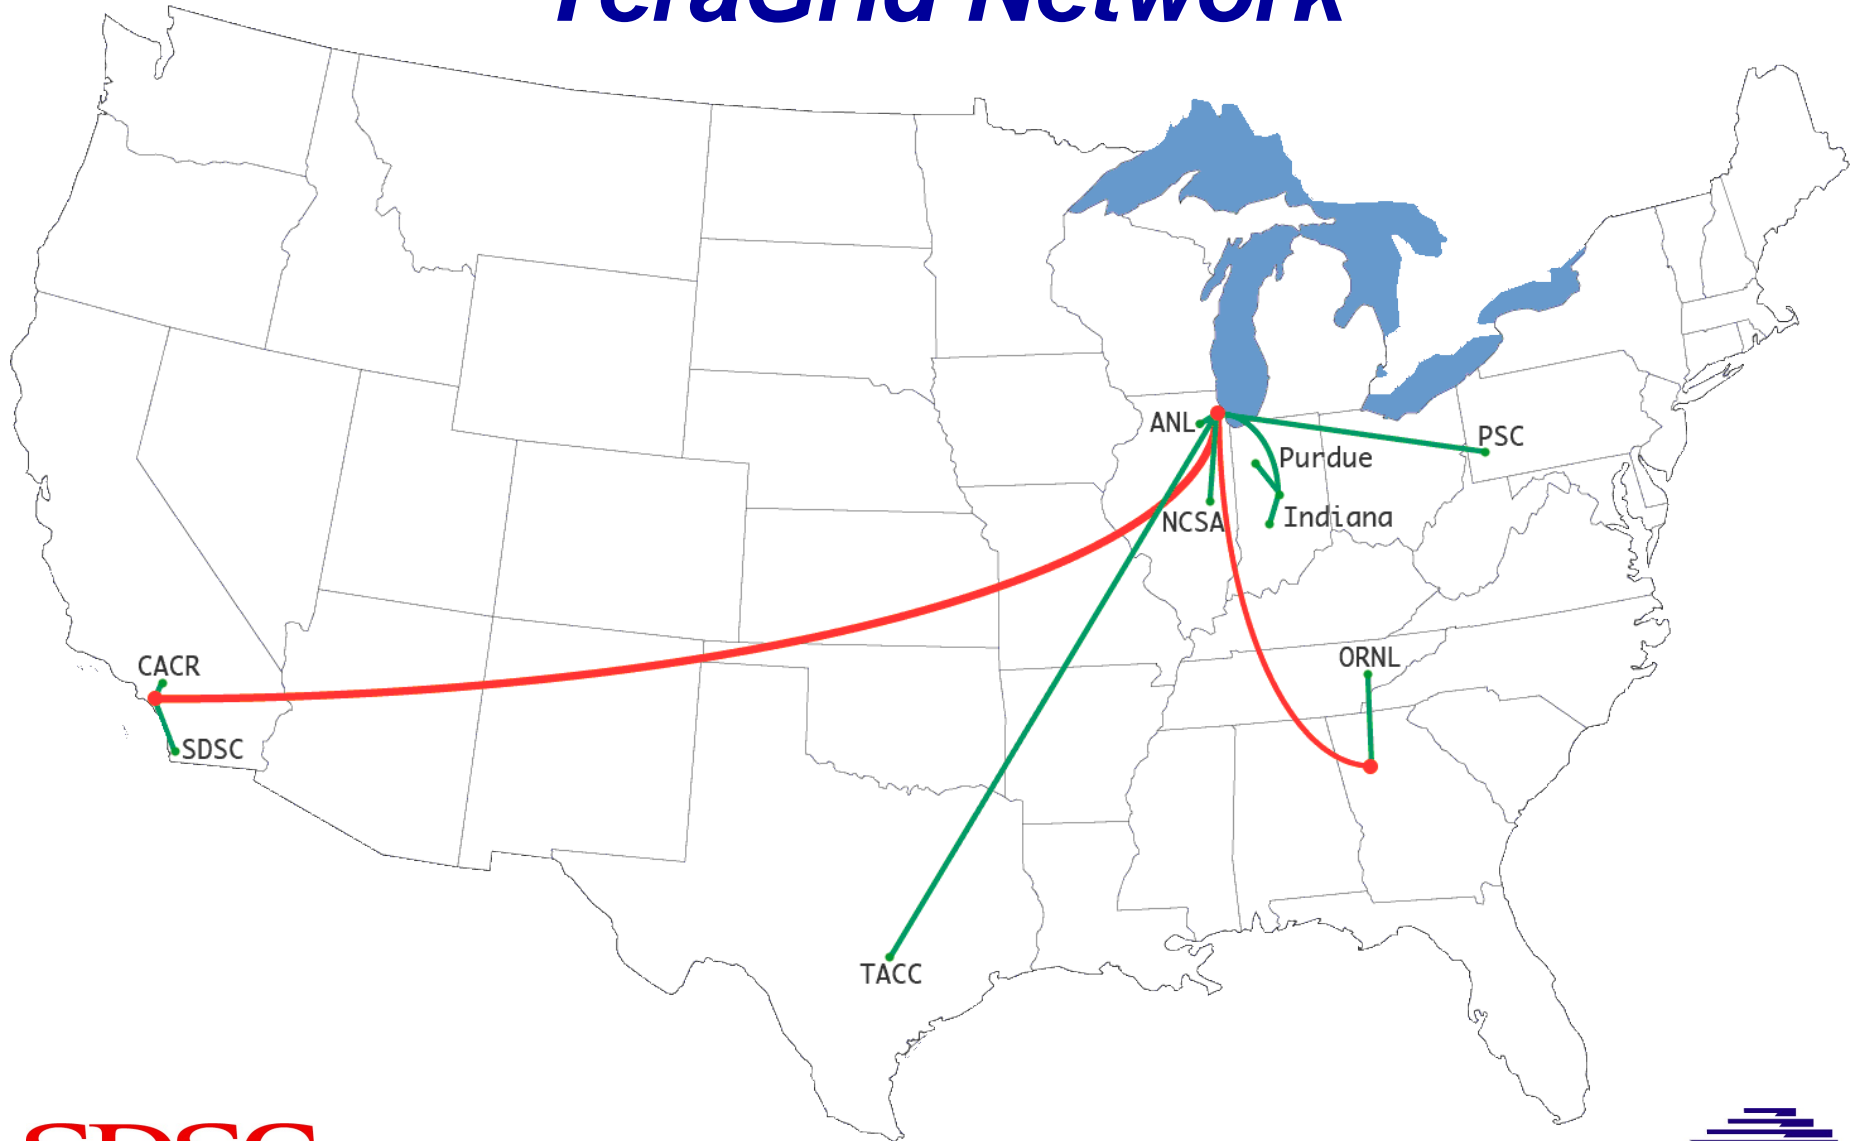 TeraGrid Network
ANL
PSC
Purdue
NCSA
Indiana
CACR
ORNL
SDSC
TACC
SDSC